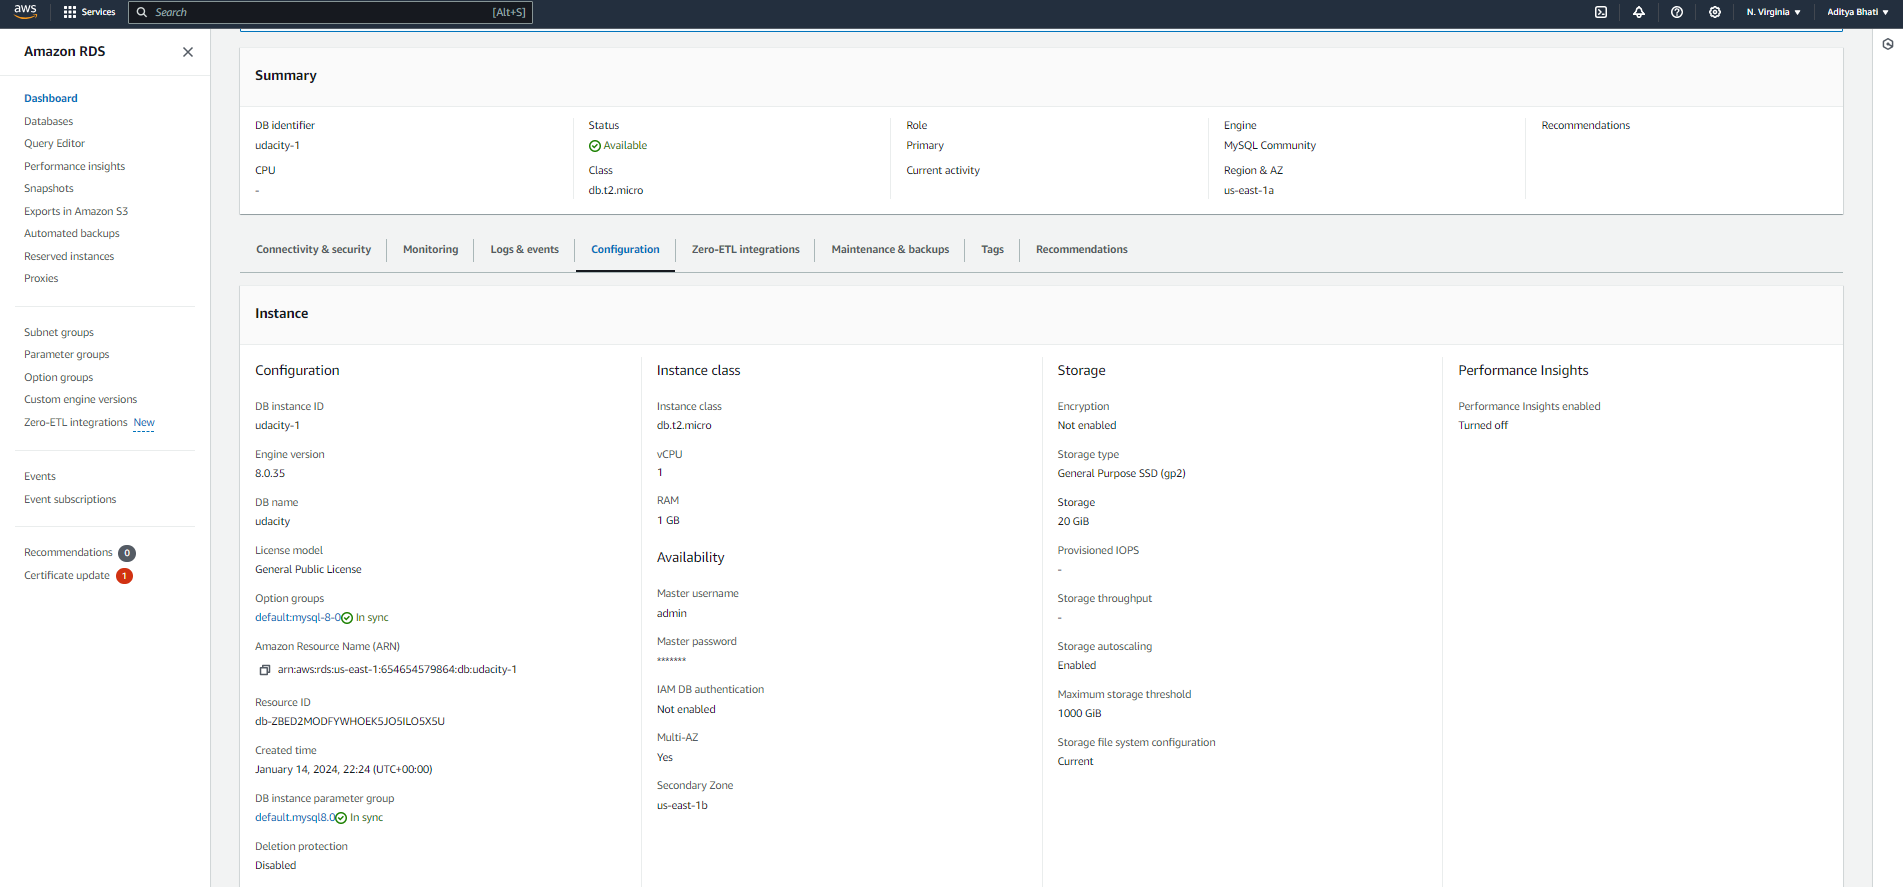 aws Services Search [Alt+S] N. Virginia Aditya Bhati
Amazon RDS
Dashboard
Databases
Query Editor
Performance insights
Snapshots
Exports in Amazon S3
Automated backups
Reserved instances
Proxies
Subnet groups
Parameter groups
Option groups
Custom engine versions
Zero-ETL integrations New
Events
Event subscriptions
Recommendations 0
Certificate update 1
Summary
DB identifier
udacity-1
CPU
-
Status
Available
Class
db.t2.micro
Role
Primary
Current activity
Engine
MySQL Community
Region & AZ
us-east-1a
Recommendations
Connectivity & security Monitoring Logs & events Configuration Zero-ETL integrations Maintenance & backups Tags Recommendations
Instance
Configuration
DB instance ID
udacity-1
Engine version
8.0.35
DB name
udacity
License model
General Public License
Option groups
default:mysql-8-0 In sync
Amazon Resource Name (ARN)
arn:aws:rds:us-east-1:654654579864:db:udacity-1
Resource ID
db-ZBED2MODFYWHOEK5JO5ILO5X5U
Created time
January 14, 2024, 22:24 (UTC+00:00)
DB instance parameter group
default.mysql8.0 In sync
Deletion protection
Disabled
Instance class
Instance class
db.t2.micro
vCPU
1
RAM
1 GB
Availability
Master username
admin
Master password
*******
IAM DB authentication
Not enabled
Multi-AZ
Yes
Secondary Zone
us-east-1b
Storage
Encryption
Not enabled
Storage type
General Purpose SSD (gp2)
Storage
20 GiB
Provisioned IOPS
-
Storage throughput
-
Storage autoscaling
Enabled
Maximum storage threshold
1000 GiB
Storage file system configuration
Current
Performance Insights
Performance Insights enabled
Turned off